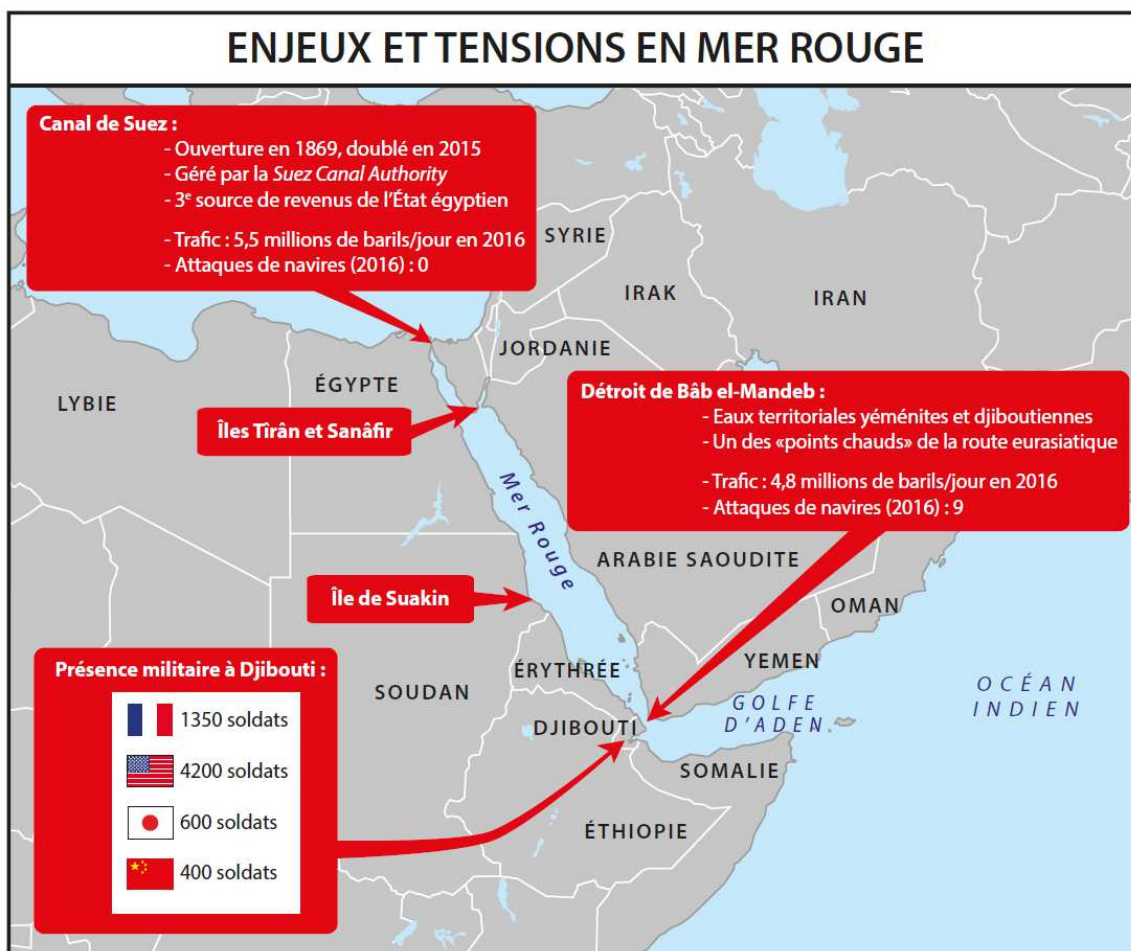 ENJEUX ET TENSIONS EN MER ROUGE
Canal de Suez :
- Ouverture en 1869, doublé en 2015
- Géré par la Suez Canal Authority
- 3e source de revenus de l'État égyptien
- Trafic : 5,5 millions de barils/jour en 2016
- Attaques de navires (2016) : 0
SYRIE
IRAK
IRAN
JORDANIE
ÉGYPTE
LYBIE
Îles Tîrân et Sanâfir
Détroit de Bâb el-Mandeb :
- Eaux territoriales yéménites et djiboutiennes
- Un des «points chauds» de la route eurasiatique
- Trafic : 4,8 millions de barils/jour en 2016
- Attaques de navires (2016) : 9
Mer Rouge
ARABIE SAOUDITE
Île de Suakin
OMAN
YEMEN
ÉRYTHRÉE
SOUDAN
Présence militaire à Djibouti :
1350 soldats
4200 soldats
600 soldats
400 soldats
DJIBOUTI
GOLFE
D'ADEN
OCÉAN
INDIEN
SOMALIE
ÉTHIOPIE